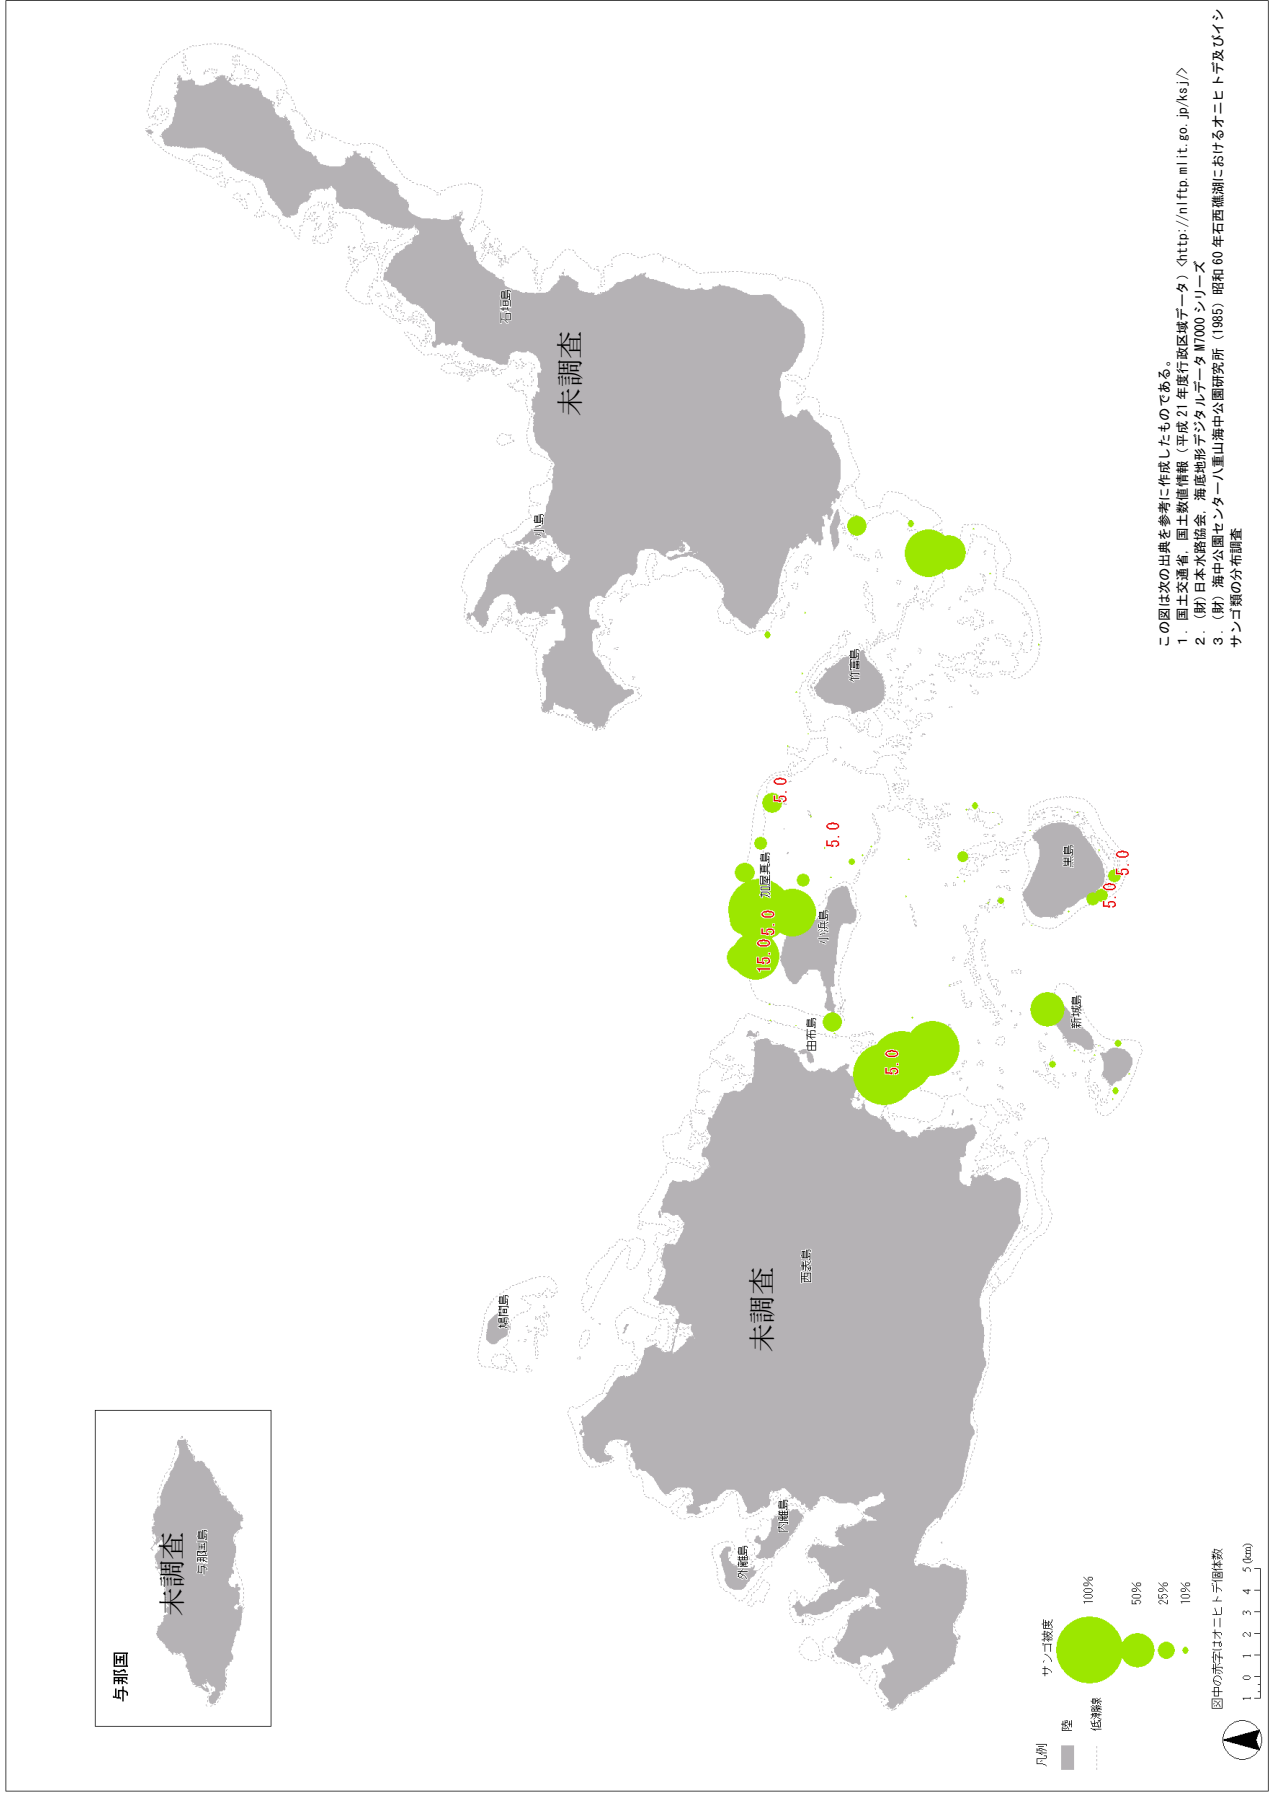 与那国
未調査
与那国島
鳩間島
外離島
内離島
未調査
西表島
由布島
小浜島
加屋真島
15.0
5.0
5.0
5.0
5.0
新城島
黒島
5.0
5.0
竹富島
小島
石垣島
未調査
凡例
陸
低潮線
サンゴ被度
100%
50%
25%
10%
図中の赤字はオニヒトデ個体数
1 0 1 2 3 4 5(km)
この図は次の出典を参考に作成したものである。
1. 国土交通省, 国土数値情報（平成21年度行政区域データ）<http://nlftp.mlit.go.jp/ksj/>
2. (財)日本水路協会, 海底地形デジタルデータM7000シリーズ
3. (財) 海中公園センター八重山海中公園研究所（1985）昭和60年石西礁湖におけるオニヒトデ及びイシ
サンゴ類の分布調査